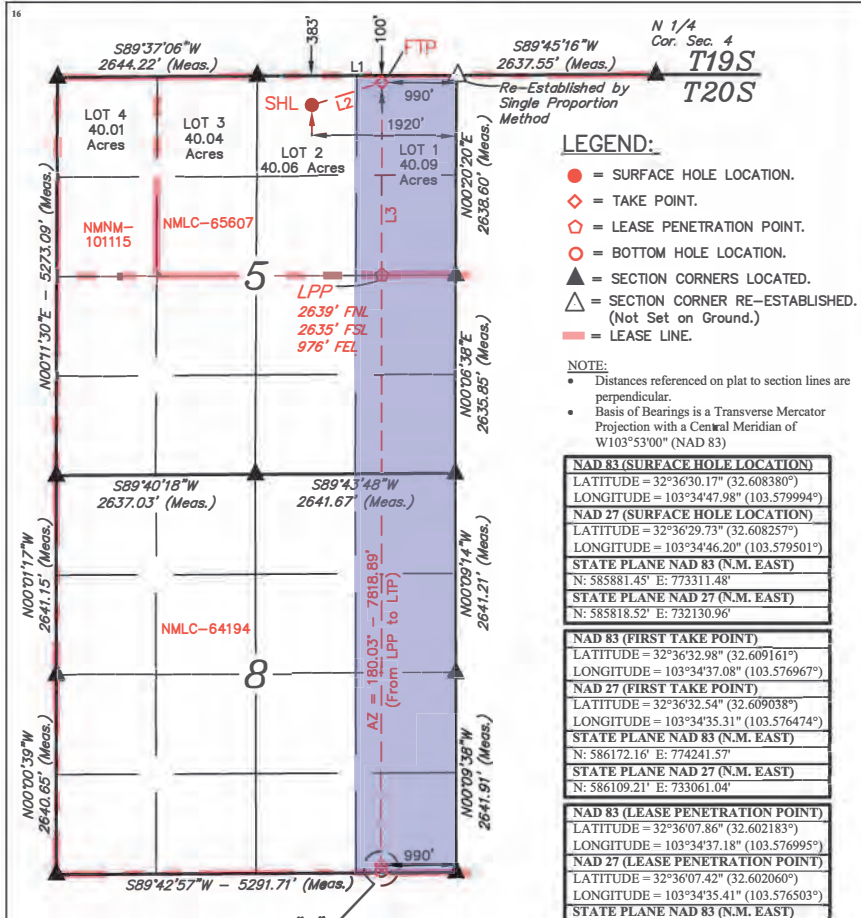 16
S89°37'06"W
2644.22' (Meas.)
383'
L1
100'
FTP
S89°45'16"W
2637.55' (Meas.)
N 1/4
Cor. Sec. 4
T19S
T20S
990'
Re-Established by
Single Proportion
Method
SHL
L2
1920'
LOT 4
40.01
Acres
LOT 3
40.04
Acres
LOT 2
40.06 Acres
LOT 1
40.09
Acres
N00°20'20"E
2638.60' (Meas.)
L3
NMNM-
101115
NMLC-65607
5
LPP
2639' FNL
2635' FSL
976' FEL
N00°11'30"E - 5273.09' (Meas.)
N00°06'38"E
2635.85' (Meas.)
S89°40'18"W
2637.03' (Meas.)
S89°43'48"W
2641.67' (Meas.)
N00°01'17"W
2641.15' (Meas.)
NMLC-64194
AZ = 180.03° - 7818.89'
(From LPP to LTP)
N00°09'14"W
2641.21' (Meas.)
8
N00°00'39"W
2640.65' (Meas.)
N00°09'38"W
2641.91' (Meas.)
990'
S89°42'57"W - 5291.71' (Meas.)
LEGEND:
= SURFACE HOLE LOCATION.
= TAKE POINT.
= LEASE PENETRATION POINT.
= BOTTOM HOLE LOCATION.
= SECTION CORNERS LOCATED.
= SECTION CORNER RE-ESTABLISHED.
(Not Set on Ground.)
= LEASE LINE.
NOTE:
• Distances referenced on plat to section lines are
perpendicular.
• Basis of Bearings is a Transverse Mercator
Projection with a Central Meridian of
W103°53'00" (NAD 83)
NAD 83 (SURFACE HOLE LOCATION)
LATITUDE = 32°36'30.17" (32.608380°)
LONGITUDE = 103°34'47.98" (103.579994°)
NAD 27 (SURFACE HOLE LOCATION)
LATITUDE = 32°36'29.73" (32.608257°)
LONGITUDE = 103°34'46.20" (103.579501°)
STATE PLANE NAD 83 (N.M. EAST)
N: 585881.45' E: 773311.48'
STATE PLANE NAD 27 (N.M. EAST)
N: 585818.52' E: 732130.96'
NAD 83 (FIRST TAKE POINT)
LATITUDE = 32°36'32.98" (32.609161°)
LONGITUDE = 103°34'37.08" (103.576967°)
NAD 27 (FIRST TAKE POINT)
LATITUDE = 32°36'32.54" (32.609038°)
LONGITUDE = 103°34'35.31" (103.576474°)
STATE PLANE NAD 83 (N.M. EAST)
N: 586172.16' E: 774241.57'
STATE PLANE NAD 27 (N.M. EAST)
N: 586109.21' E: 733061.04'
NAD 83 (LEASE PENETRATION POINT)
LATITUDE = 32°36'07.86" (32.602183°)
LONGITUDE = 103°34'37.18" (103.576995°)
NAD 27 (LEASE PENETRATION POINT)
LATITUDE = 32°36'07.42" (32.602060°)
LONGITUDE = 103°34'35.41" (103.576503°)
STATE PLANE NAD 83 (N.M. EAST)